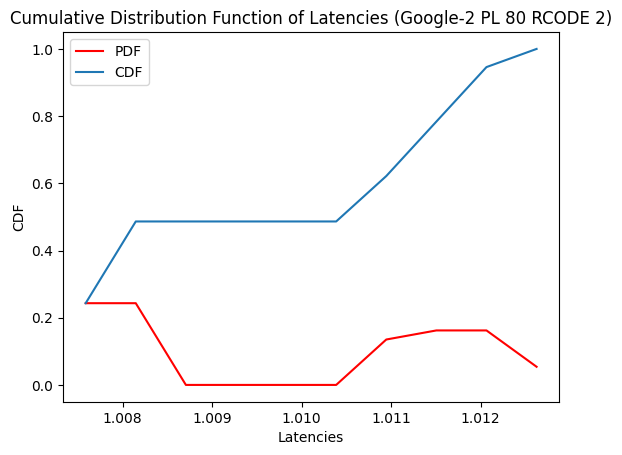 Cumulative Distribution Function of Latencies (Google-2 PL 80 RCODE 2)
PDF
CDF
1.0
0.8
0.6
0.4
0.2
0.0
CDF
1.008
1.009
1.010
1.011
1.012
Latencies